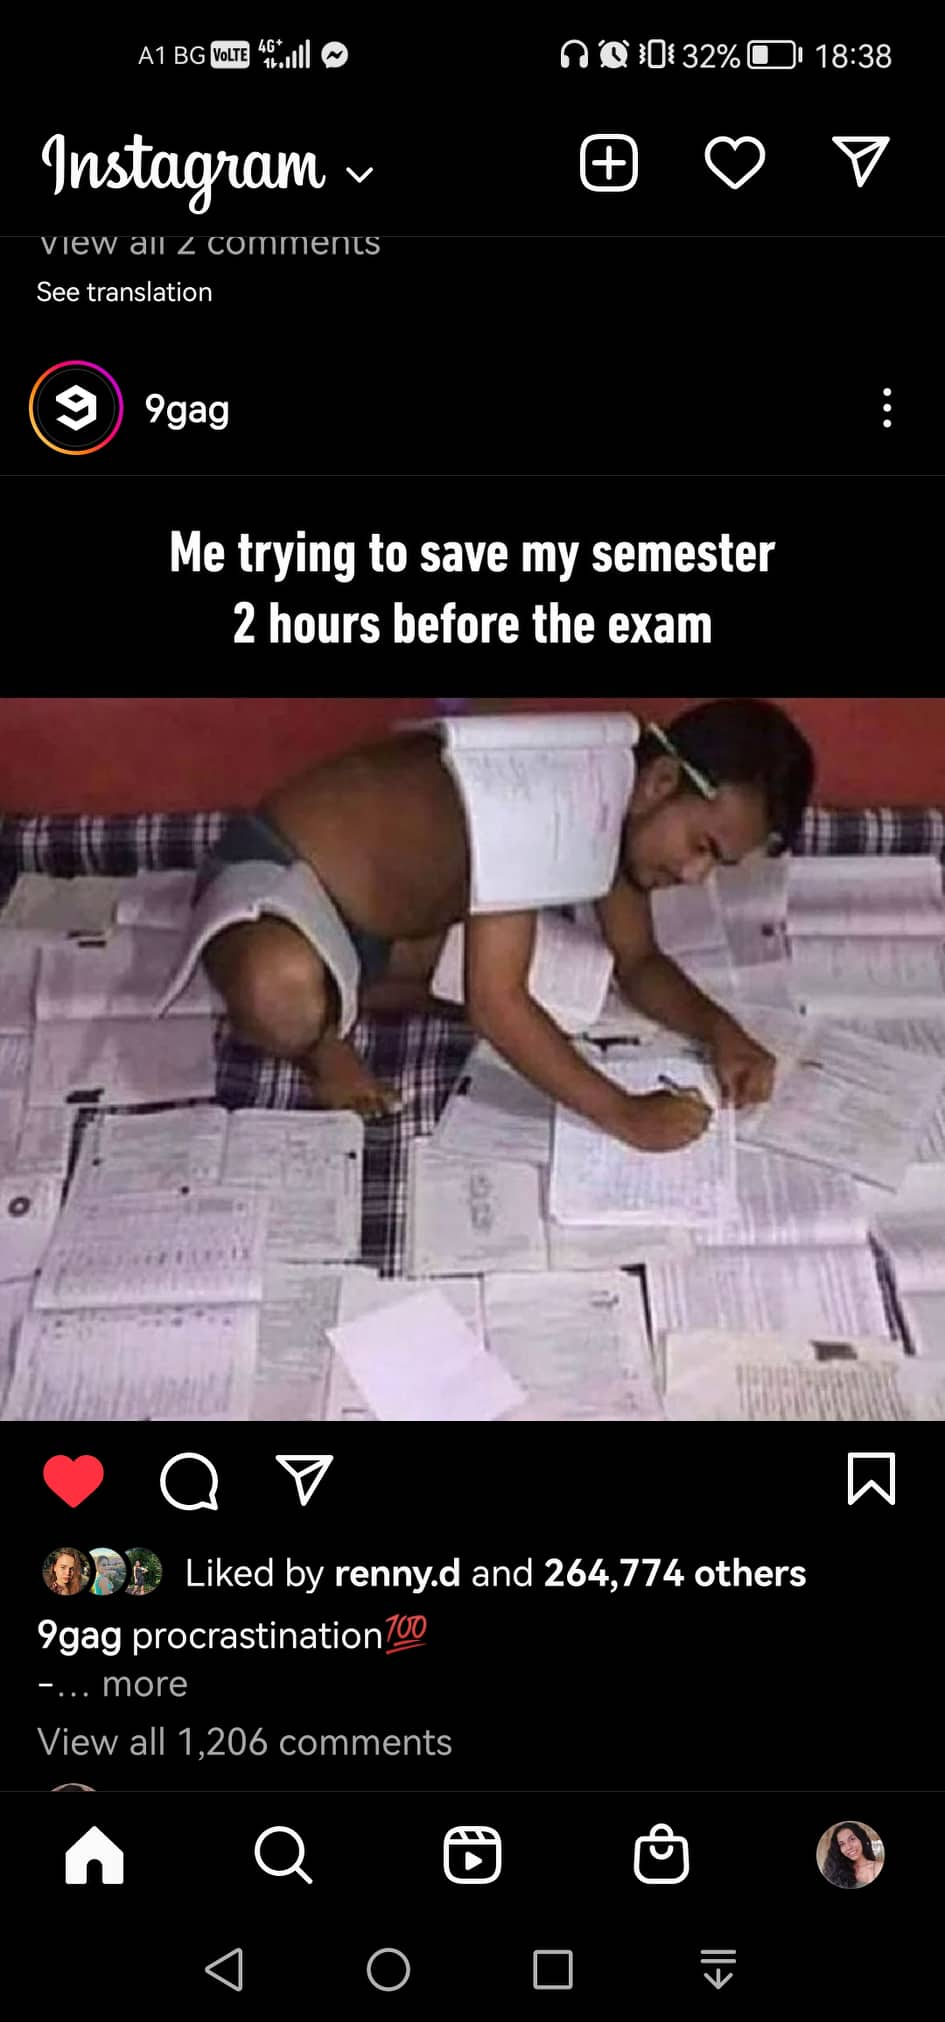 A1 BG VoLTE 4G+ 32% 18:38
Instagram
View all 2 comments
See translation
9gag
Me trying to save my semester
2 hours before the exam
Liked by renny.d and 264,774 others
9gag procrastination💯
-... more
View all 1,206 comments